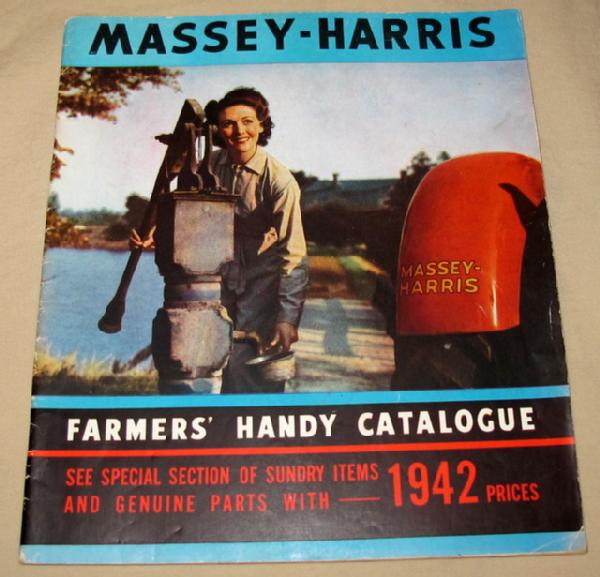 MASSEY-HARRIS
MASSEY-
HARRIS
FARMERS' HANDY CATALOGUE
SEE SPECIAL SECTION OF SUNDRY ITEMS
AND GENUINE PARTS WITH — 1942 PRICES